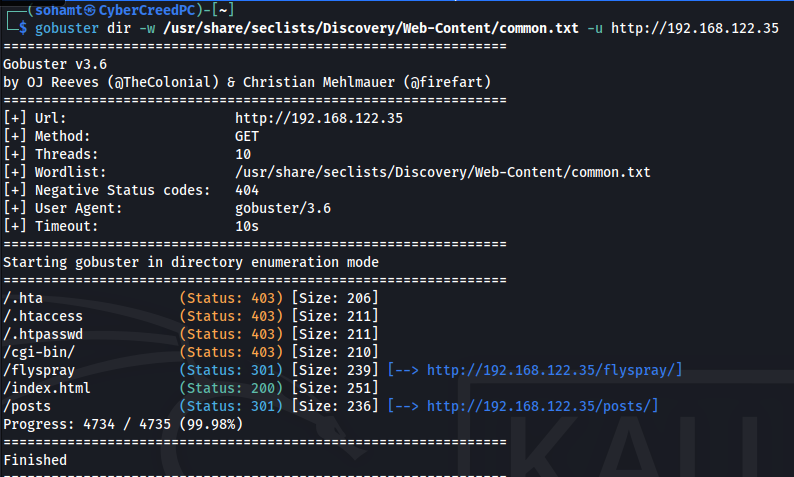 ┌──(sohamt㉿CyberCreedPC)-[~]
└─$ gobuster dir -w /usr/share/seclists/Discovery/Web-Content/common.txt -u http://192.168.122.35
===============================================================
Gobuster v3.6
by OJ Reeves (@TheColonial) & Christian Mehlmauer (@firefart)
===============================================================
[+] Url:                     http://192.168.122.35
[+] Method:                  GET
[+] Threads:                 10
[+] Wordlist:                /usr/share/seclists/Discovery/Web-Content/common.txt
[+] Negative Status codes:   404
[+] User Agent:              gobuster/3.6
[+] Timeout:                 10s
===============================================================
Starting gobuster in directory enumeration mode
===============================================================
/.hta                 (Status: 403) [Size: 206]
/.htaccess            (Status: 403) [Size: 211]
/.htpasswd            (Status: 403) [Size: 211]
/cgi-bin/             (Status: 403) [Size: 210]
/flyspray             (Status: 301) [Size: 239] [--> http://192.168.122.35/flyspray/]
/index.html           (Status: 200) [Size: 251]
/posts                (Status: 301) [Size: 236] [--> http://192.168.122.35/posts/]
Progress: 4734 / 4735 (99.98%)
===============================================================
Finished
===============================================================
KALI